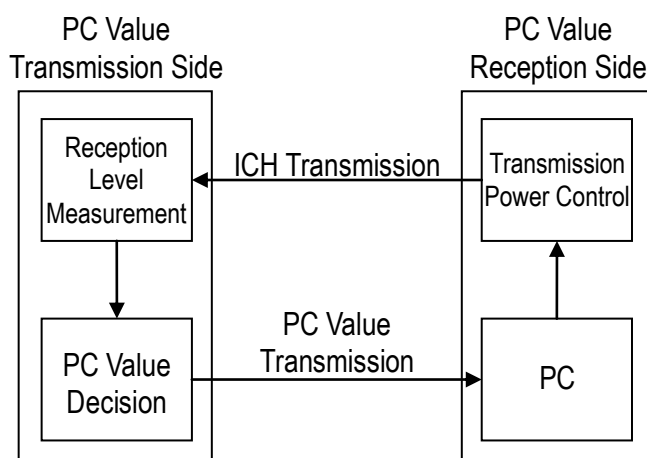 PC Value
Transmission Side
PC Value
Reception Side
Reception
Level
Measurement
ICH Transmission
Transmission
Power Control
PC Value
Decision
PC Value
Transmission
PC